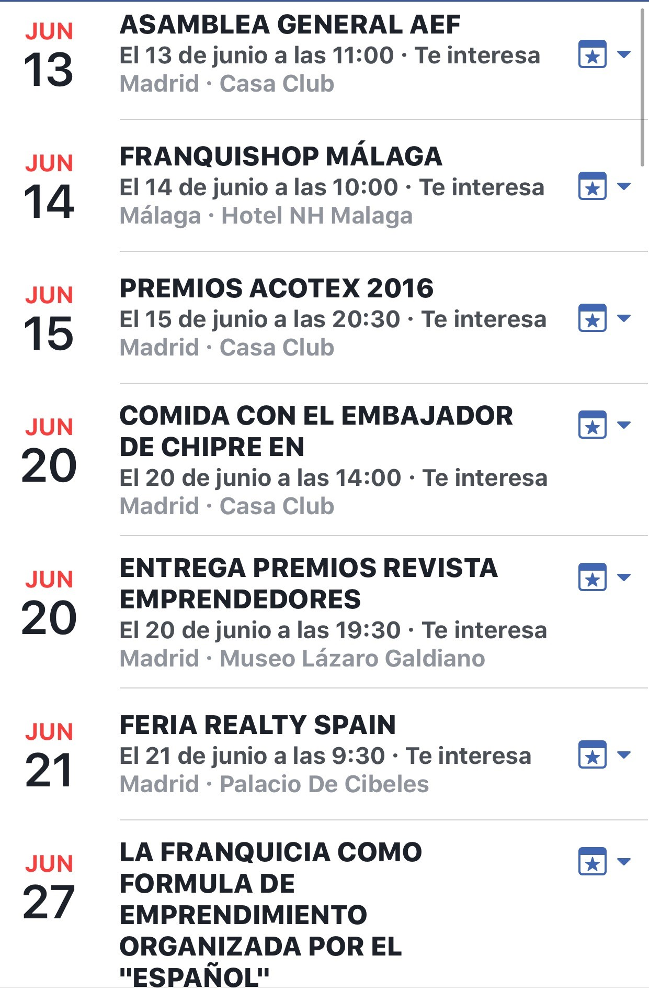 JUN
13
ASAMBLEA GENERAL AEF
El 13 de junio a las 11:00 · Te interesa
Madrid · Casa Club
JUN
14
FRANQUISHOP MÁLAGA
El 14 de junio a las 10:00 · Te interesa
Málaga · Hotel NH Malaga
JUN
15
PREMIOS ACOTEX 2016
El 15 de junio a las 20:30 · Te interesa
Madrid · Casa Club
JUN
20
COMIDA CON EL EMBAJADOR
DE CHIPRE EN
El 20 de junio a las 14:00 · Te interesa
Madrid · Casa Club
JUN
20
ENTREGA PREMIOS REVISTA
EMPRENDEDORES
El 20 de junio a las 19:30 · Te interesa
Madrid · Museo Lázaro Galdiano
JUN
21
FERIA REALTY SPAIN
El 21 de junio a las 9:30 · Te interesa
Madrid · Palacio De Cibeles
JUN
27
LA FRANQUICIA COMO
FORMULA DE
EMPRENDIMIENTO
ORGANIZADA POR EL
"ESPAÑOL"